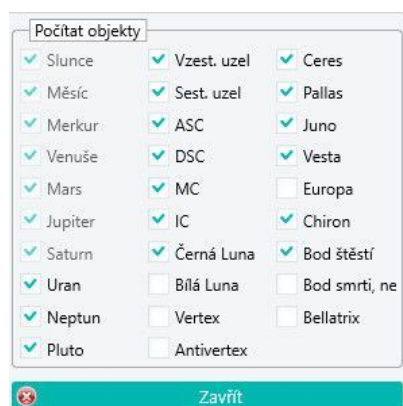 Počítat objekty
Slunce Vzest. uzel Ceres
Měsíc Sest. uzel Pallas
Merkur ASC Juno
Venuše DSC Vesta
Mars MC Europa
Jupiter IC Chiron
Saturn Černá Luna Bod štěstí
Uran Bílá Luna Bod smrti, ne
Neptun Vertex Bellatrix
Pluto Antivertex
Zavřít